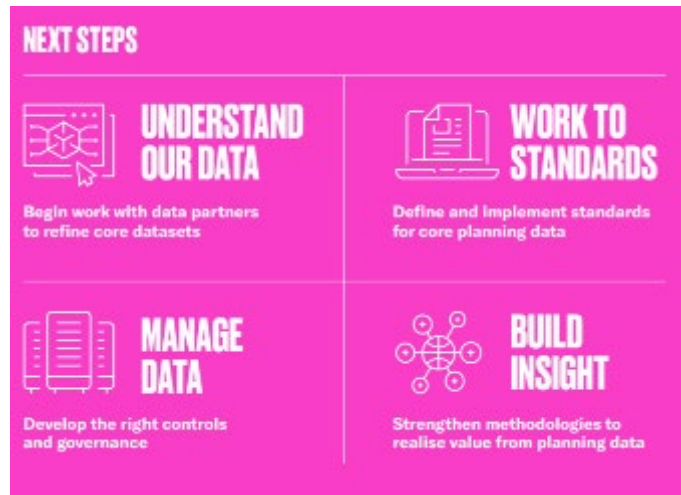 NEXT STEPS
UNDERSTAND
OUR DATA
Begin work with data partners
to refine core datasets
WORK TO
STANDARDS
Define and implement standards
for core planning data
MANAGE
DATA
Develop the right controls
and governance
BUILD
INSIGHT
Strengthen methodologies to
realise value from planning data